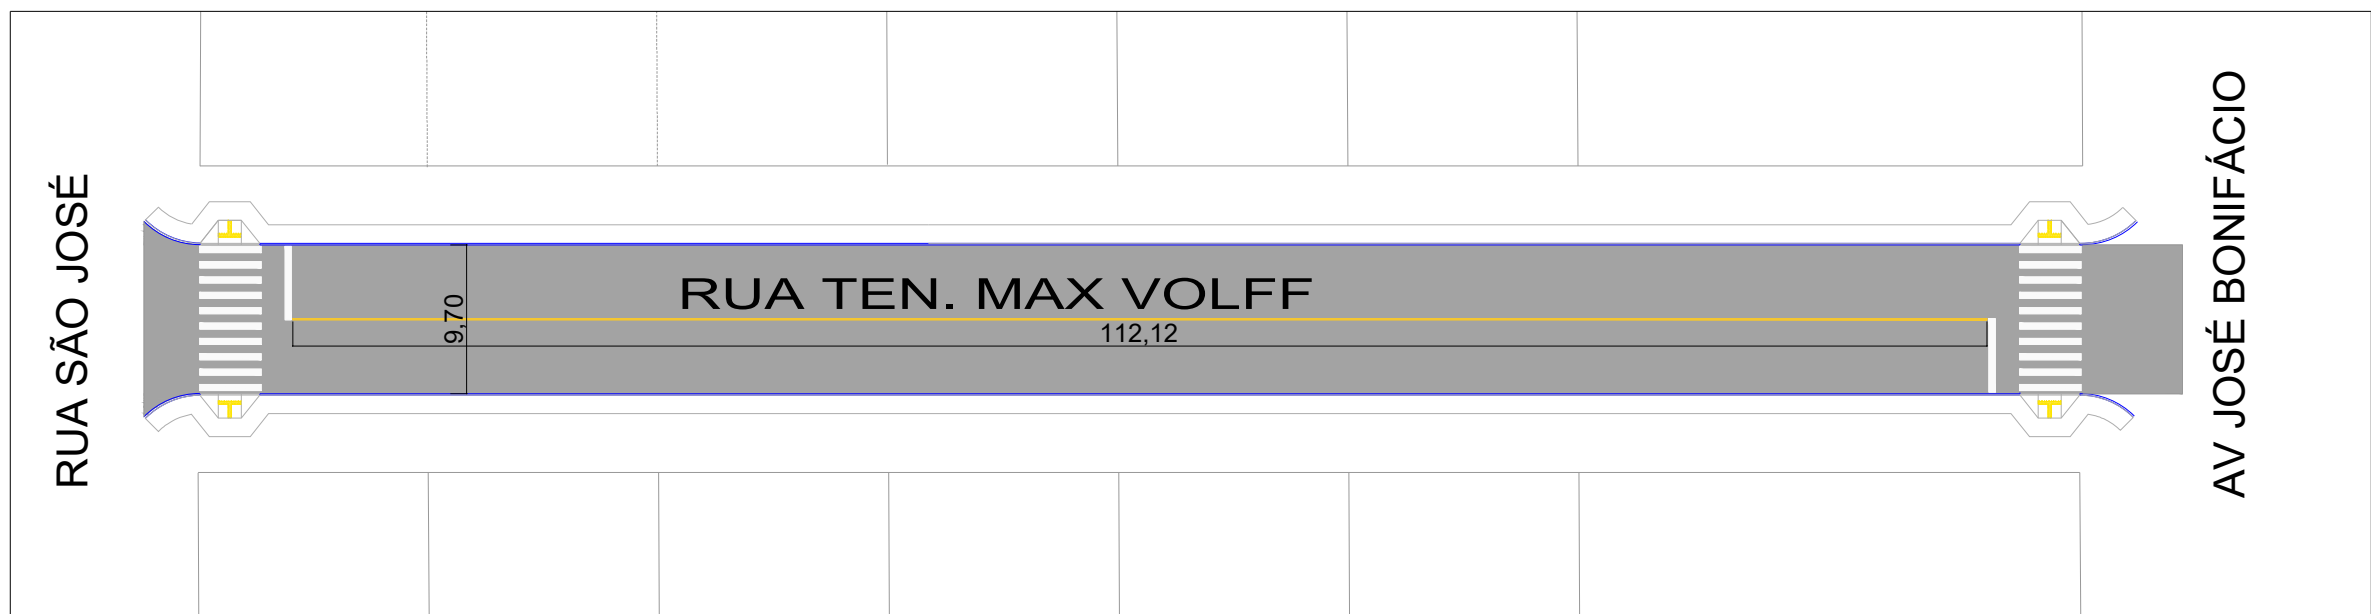 RUA SÃO JOSÉ
RUA TEN. MAX VOLFF
9,70
112,12
AV JOSÉ BONIFÁCIO